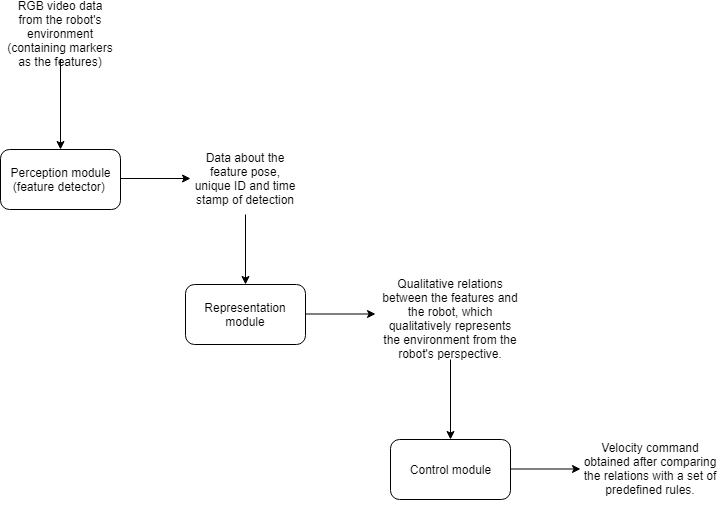 RGB video data
from the robot's
environment
(containing markers
as the features)
Perception module
(feature detector)
Data about the
feature pose,
unique ID and time
stamp of detection
Representation
module
Qualitative relations
between the features and
the robot, which
qualitatively represents
the environment from the
robot's perspective.
Control module
Velocity command
obtained after comparing
the relations with a set of
predefined rules.